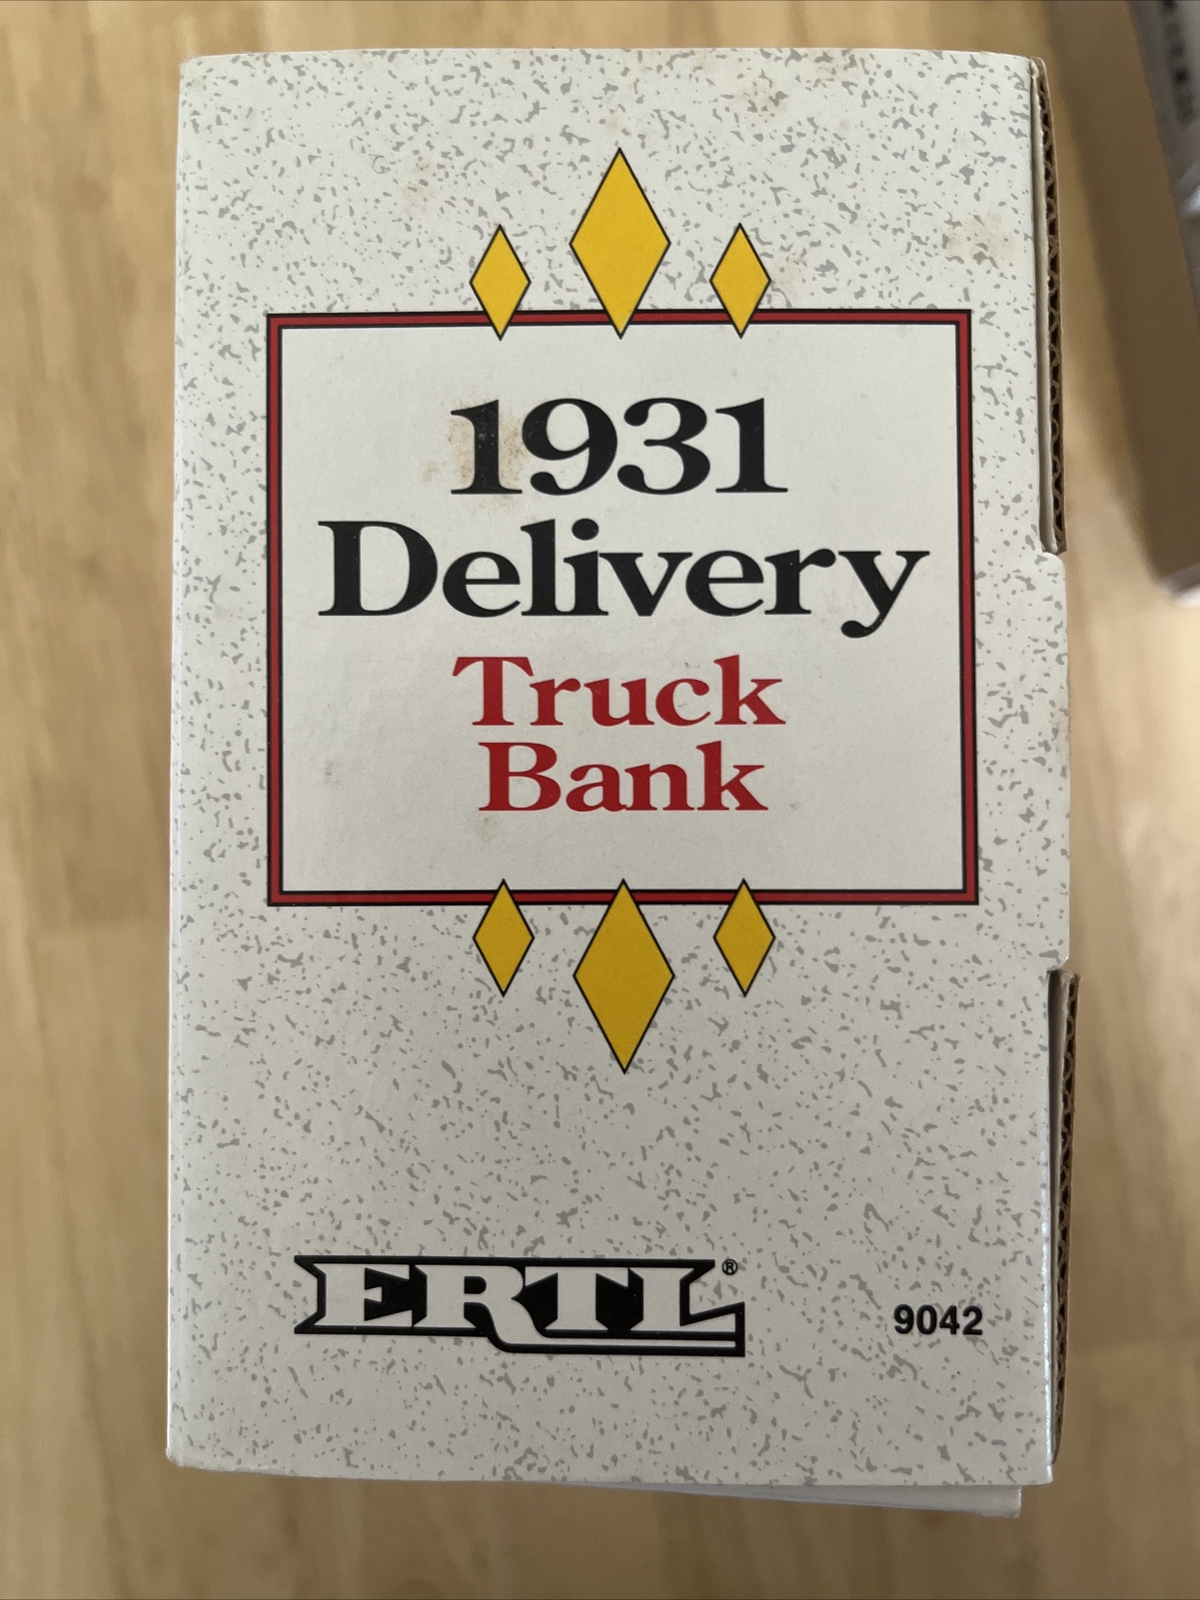 1931
Delivery
Truck
Bank
ERTL®
9042